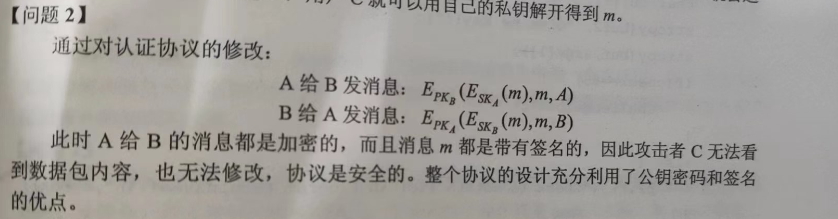 就可以用自己的私钥解开得到 m。
【问题 2】
通过对认证协议的修改：
A 给 B 发消息：E_{PK_B}(E_{SK_A}(m),m,A)
B 给 A 发消息：E_{PK_A}(E_{SK_B}(m),m,B)
此时 A 给 B 的消息都是加密的，而且消息 m 都是带有签名的，因此攻击者 C 无法看
到数据包内容，也无法修改，协议是安全的。整个协议的设计充分利用了公钥密码和签名
的优点。